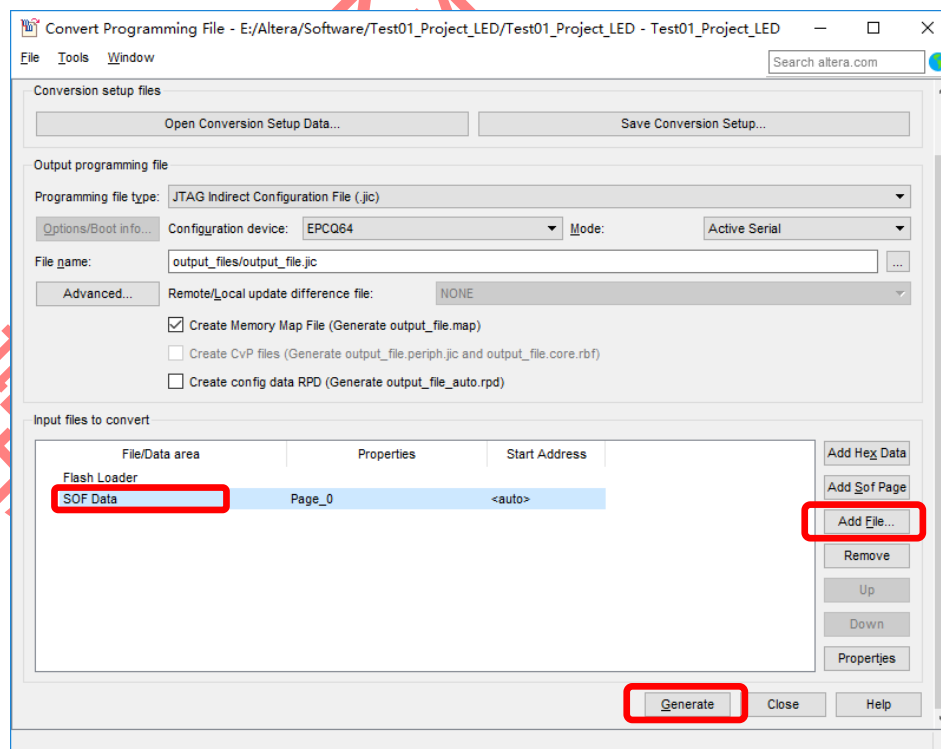 Convert Programming File - E:/Altera/Software/Test01_Project_LED/Test01_Project_LED - Test01_Project_LED
File Tools Window
Search altera.com
Conversion setup files
Open Conversion Setup Data... Save Conversion Setup...
Output programming file
Programming file type: JTAG Indirect Configuration File (.jic)
Options/Boot info... Configuration device: EPCQ64 Mode: Active Serial
File name: output_files/output_file.jic ...
Advanced... Remote/Local update difference file: NONE
Create Memory Map File (Generate output_file.map)
Create CvP files (Generate output_file.periph.jic and output_file.core.rbf)
Create config data RPD (Generate output_file_auto.rpd)
Input files to convert
File/Data area Properties Start Address
Add Hex Data
Flash Loader
SOF Data Page_0 <auto>
Add Sof Page
Add File...
Remove
Up
Down
Properties
Generate Close Help